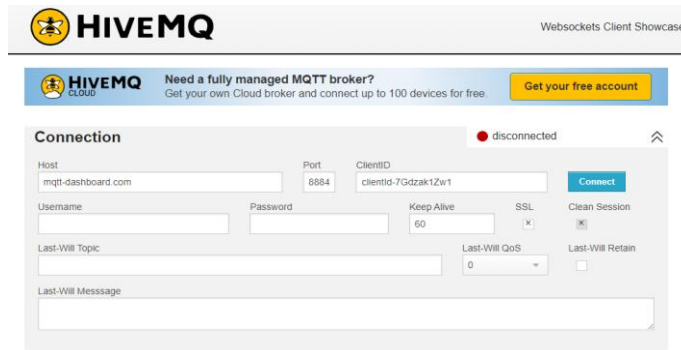 HIVEMQ
Websockets Client Showcase
HIVEMQ
CLOUD
Need a fully managed MQTT broker?
Get your own Cloud broker and connect up to 100 devices for free.
Get your free account
Connection
disconnected
Host
Port
ClientID
mqtt-dashboard.com
8884
clientId-7Gdzak1Zw1
Connect
Username
Password
Keep Alive
SSL
Clean Session
60
Last-Will Topic
Last-Will QoS
Last-Will Retain
0
Last-Will Messsage